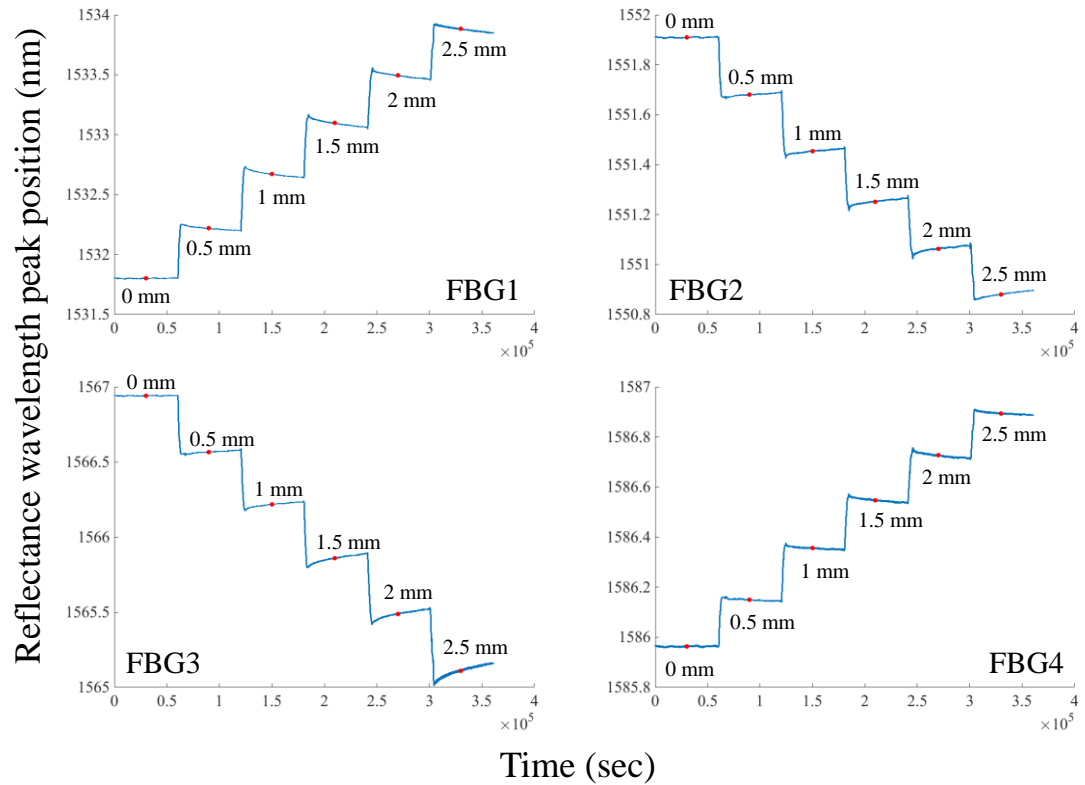 Reflectance wavelength peak position (nm)
1534
1533.5
1533
1532.5
1532
1531.5
0 mm
0.5 mm
1 mm
1.5 mm
2 mm
2.5 mm
FBG1
0 0.5 1 1.5 2 2.5 3 3.5 4
×10⁵
1552
1551.8
1551.6
1551.4
1551.2
1551
1550.8
0 mm
0.5 mm
1 mm
1.5 mm
2 mm
2.5 mm
FBG2
0 0.5 1 1.5 2 2.5 3 3.5 4
×10⁵
1567
1566.5
1566
1565.5
1565
0 mm
0.5 mm
1 mm
1.5 mm
2 mm
2.5 mm
FBG3
0 0.5 1 1.5 2 2.5 3 3.5 4
×10⁵
1587
1586.8
1586.6
1586.4
1586.2
1586
1585.8
2.5 mm
2 mm
1.5 mm
1 mm
0.5 mm
0 mm
FBG4
0 0.5 1 1.5 2 2.5 3 3.5 4
×10⁵
Time (sec)